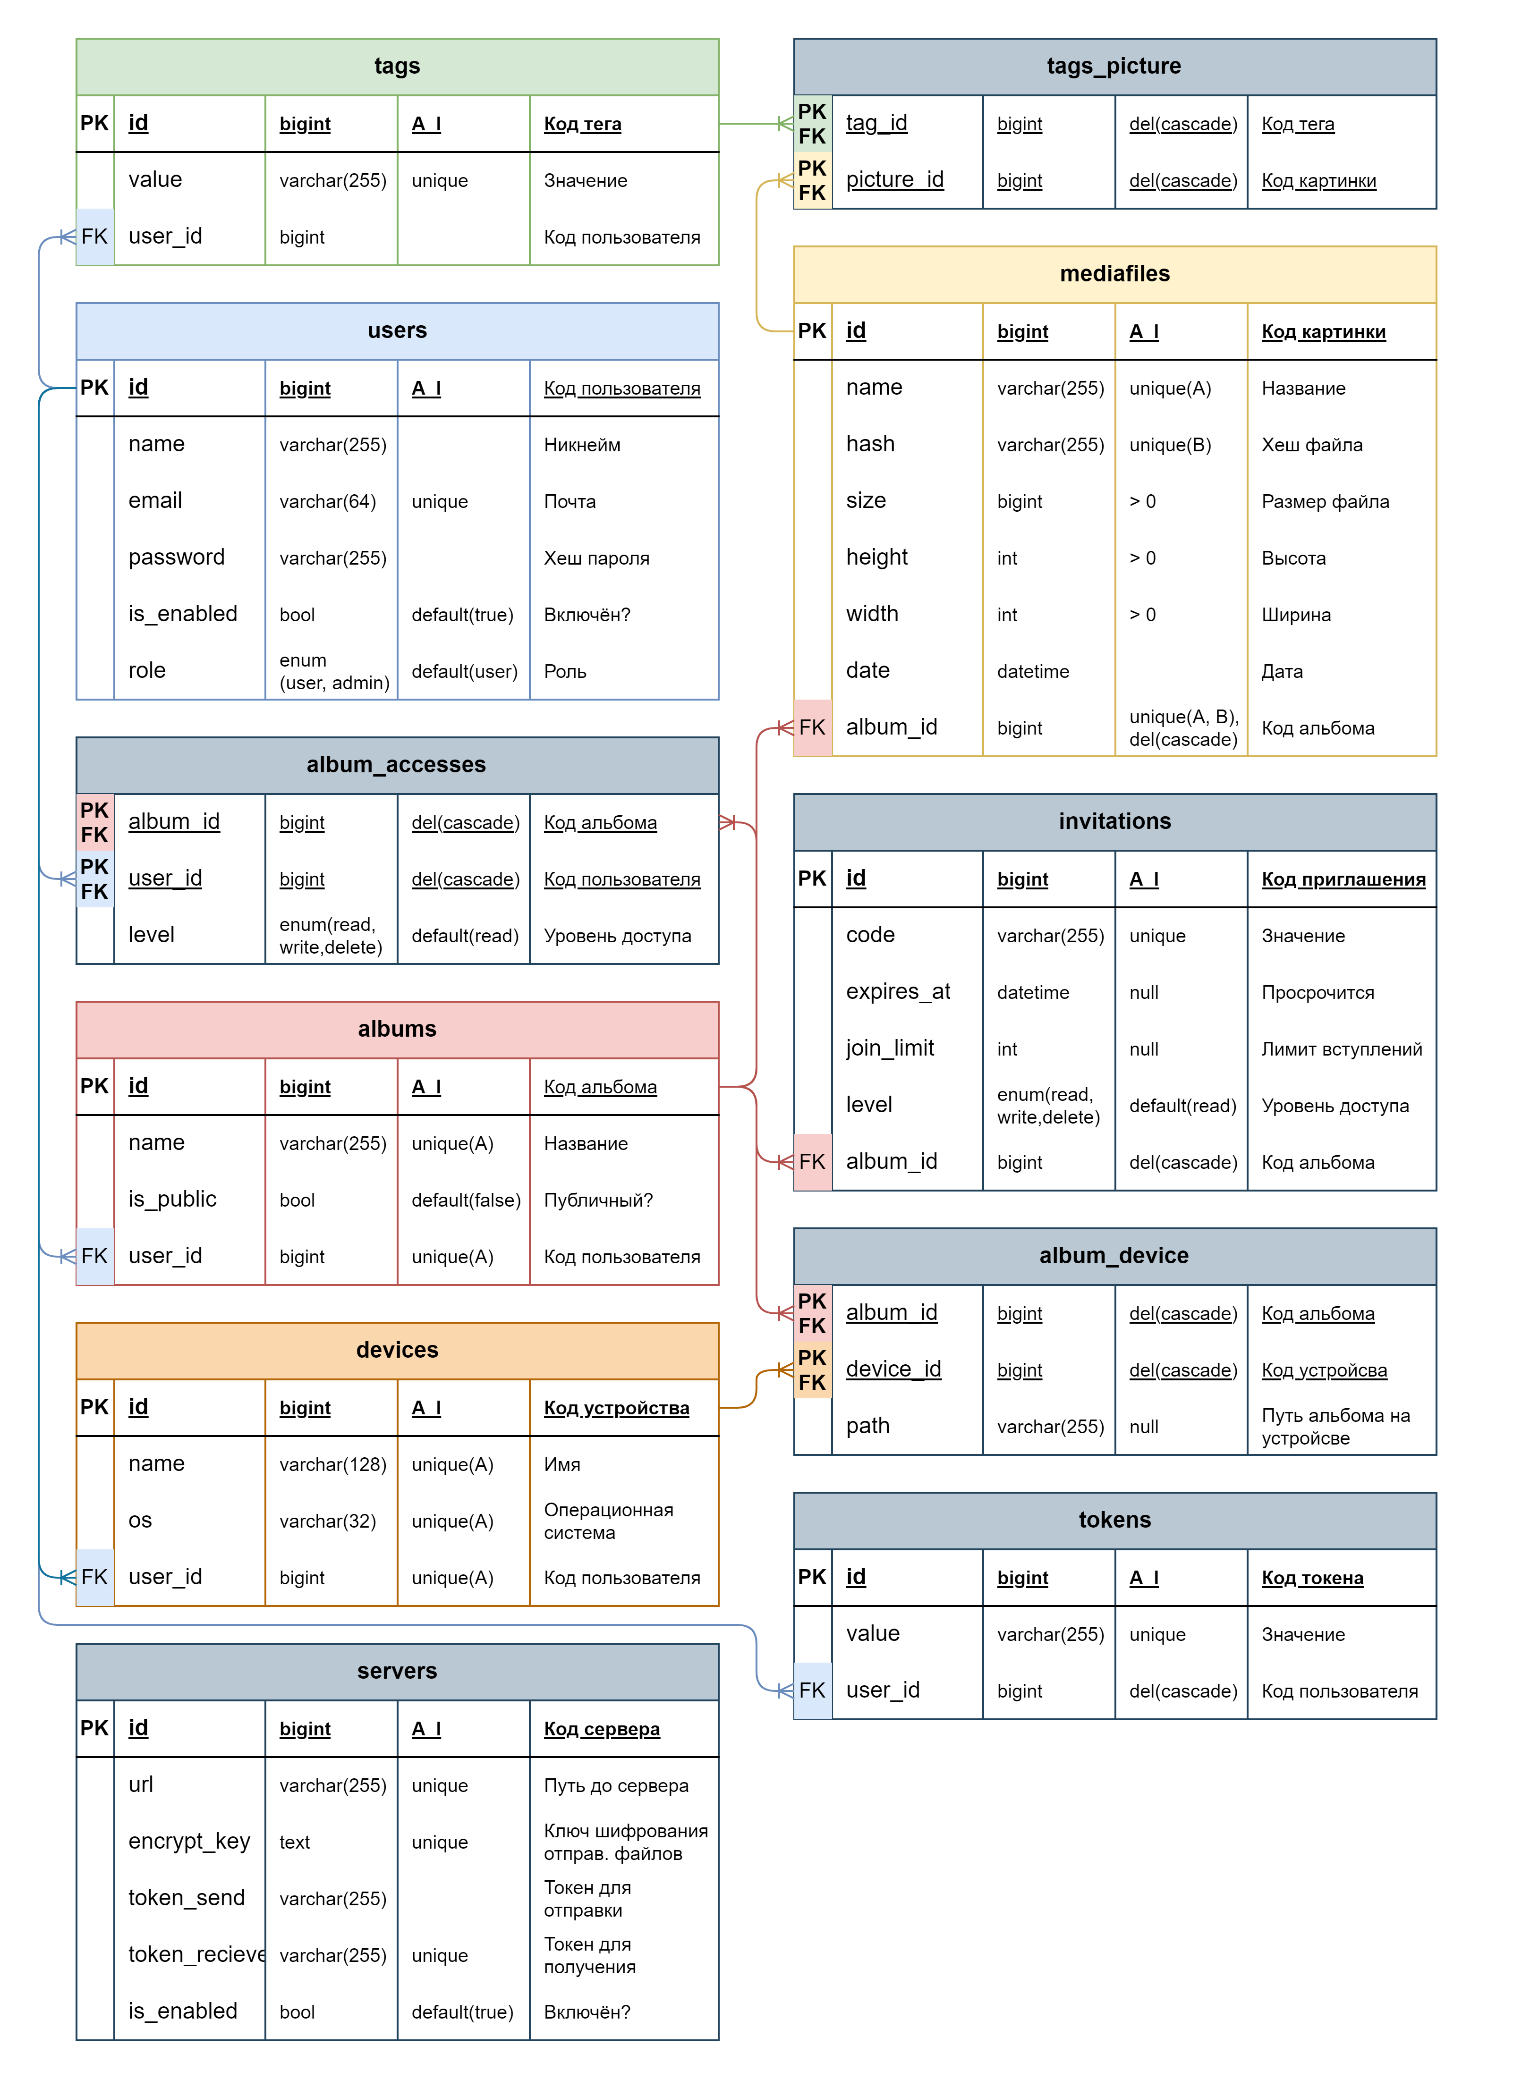 tags
PK id bigint A_I Код тега
value varchar(255) unique Значение
FK user_id bigint Код пользователя
users
PK id bigint A_I Код пользователя
name varchar(255) Никнейм
email varchar(64) unique Почта
password varchar(255) Хеш пароля
is_enabled bool default(true) Включён?
role enum
(user, admin) default(user) Роль
album_accesses
PK
FK album_id bigint del(cascade) Код альбома
PK
FK user_id bigint del(cascade) Код пользователя
level enum(read,
write,delete) default(read) Уровень доступа
albums
PK id bigint A_I Код альбома
name varchar(255) unique(A) Название
is_public bool default(false) Публичный?
FK user_id bigint unique(A) Код пользователя
devices
PK id bigint A_I Код устройства
name varchar(128) unique(A) Имя
os varchar(32) unique(A) Операционная
система
FK user_id bigint unique(A) Код пользователя
servers
PK id bigint A_I Код сервера
url varchar(255) unique Путь до сервера
encrypt_key text unique Ключ шифрования
отправ. файлов
token_send varchar(255) Токен для
отправки
token_recieve varchar(255) unique Токен для
получения
is_enabled bool default(true) Включён?
tags_picture
PK
FK tag_id bigint del(cascade) Код тега
PK
FK picture_id bigint del(cascade) Код картинки
mediafiles
PK id bigint A_I Код картинки
name varchar(255) unique(A) Название
hash varchar(255) unique(B) Хеш файла
size bigint > 0 Размер файла
height int > 0 Высота
width int > 0 Ширина
date datetime Дата
FK album_id bigint unique(A, B),
del(cascade) Код альбома
invitations
PK id bigint A_I Код приглашения
code varchar(255) unique Значение
expires_at datetime null Просрочится
join_limit int null Лимит вступлений
level enum(read,
write,delete) default(read) Уровень доступа
FK album_id bigint del(cascade) Код альбома
album_device
PK
FK album_id bigint del(cascade) Код альбома
PK
FK device_id bigint del(cascade) Код устройсва
path varchar(255) null Путь альбома на
устройсве
tokens
PK id bigint A_I Код токена
value varchar(255) unique Значение
FK user_id bigint del(cascade) Код пользователя